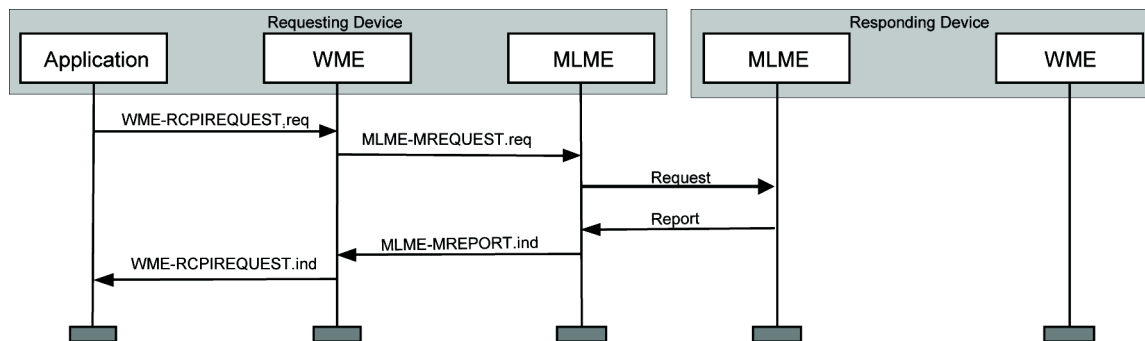 Requesting Device
Responding Device
Application
WME
MLME
MLME
WME
WME-RCPIREQUEST.req
MLME-MREQUEST.req
Request
Report
MLME-MREPORT.ind
WME-RCPIREQUEST.ind